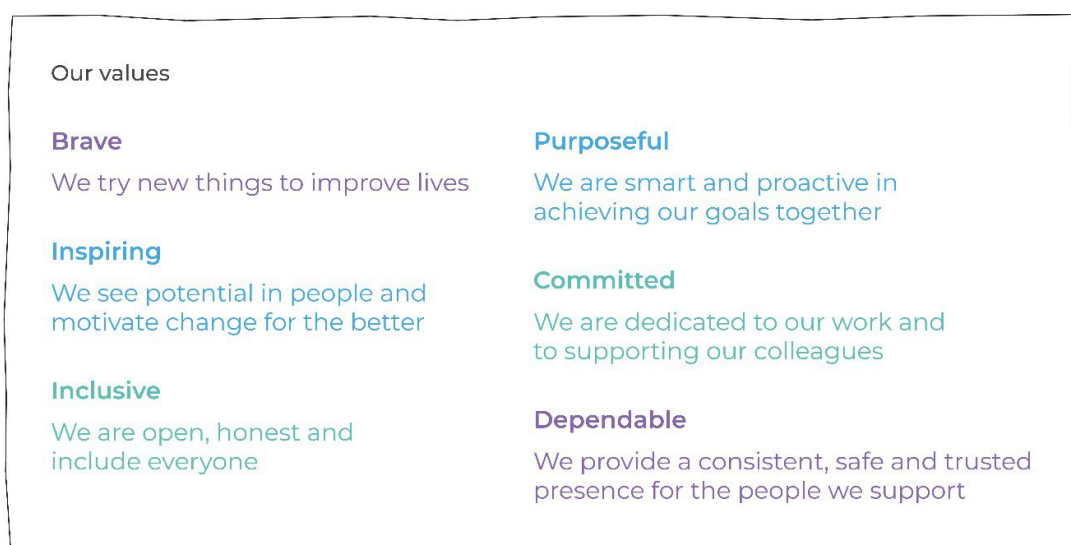 Our values
Brave
We try new things to improve lives
Inspiring
We see potential in people and
motivate change for the better
Inclusive
We are open, honest and
include everyone
Purposeful
We are smart and proactive in
achieving our goals together
Committed
We are dedicated to our work and
to supporting our colleagues
Dependable
We provide a consistent, safe and trusted
presence for the people we support